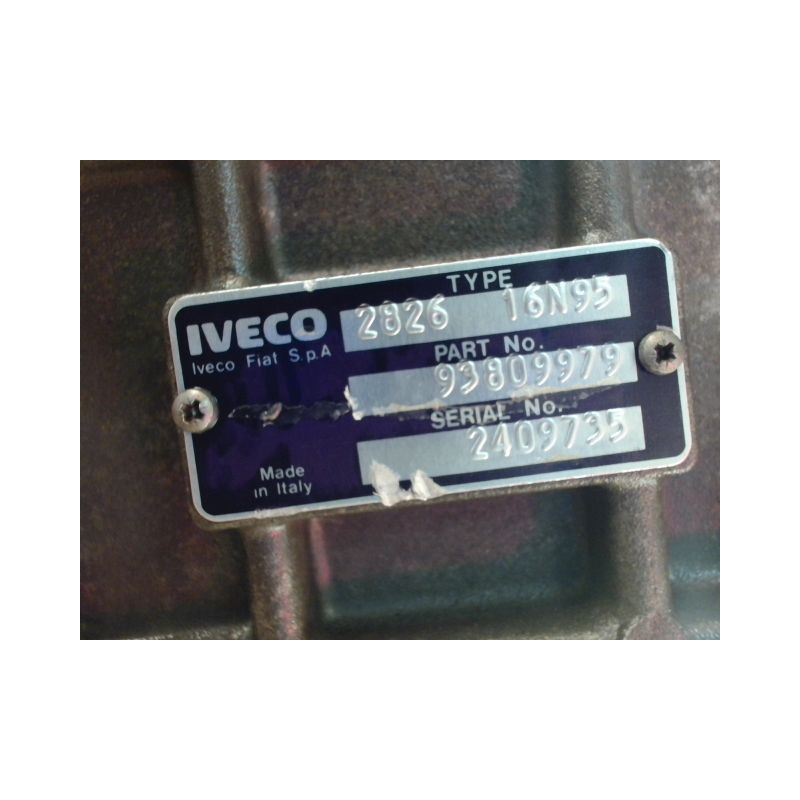 TYPE
IVECO 2826 16N95
Iveco Fiat S.p.A
PART No.
93809979
SERIAL No.
2409735
Made
in Italy